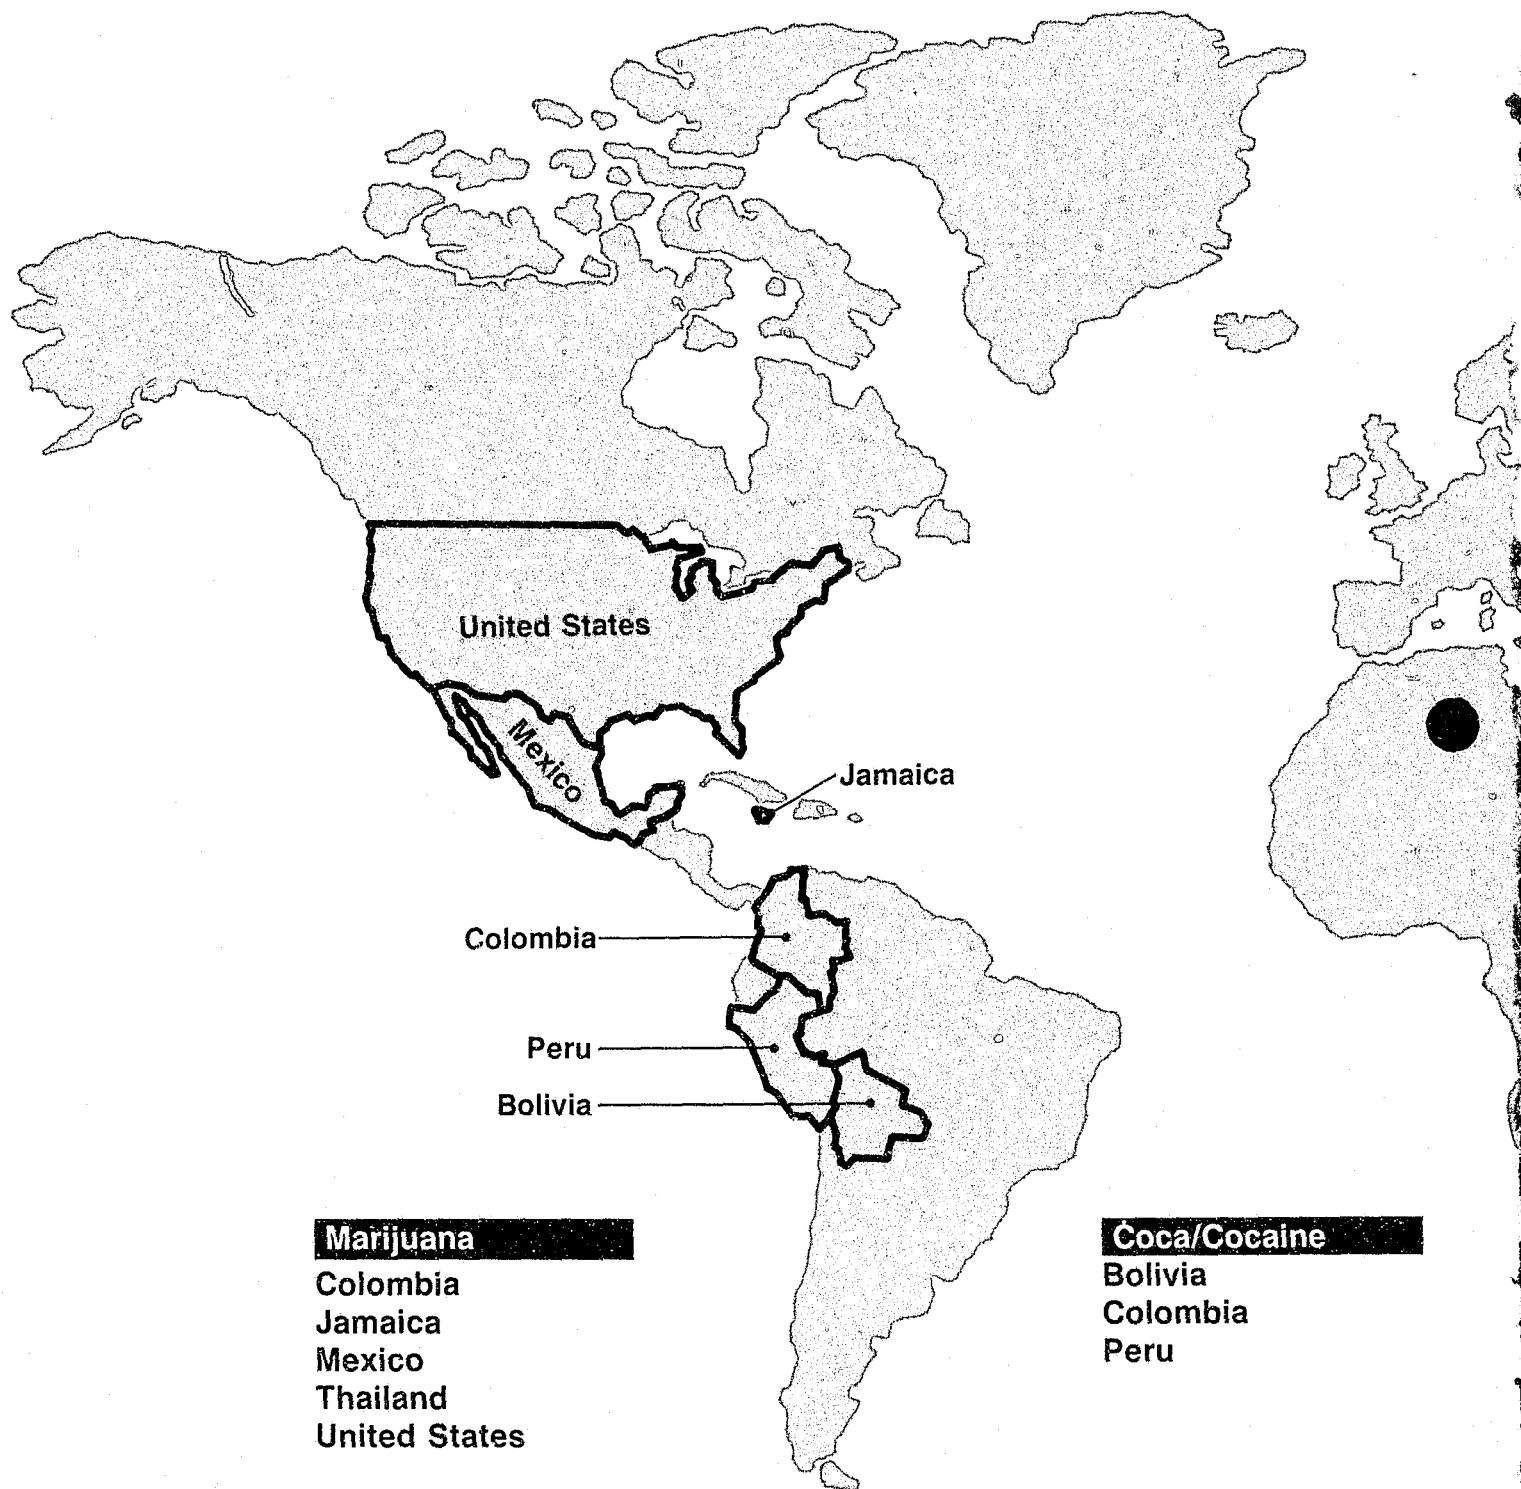 United States
Mexico
Jamaica
Colombia
Peru
Bolivia
Marijuana
Colombia
Jamaica
Mexico
Thailand
United States
Coca/Cocaine
Bolivia
Colombia
Peru